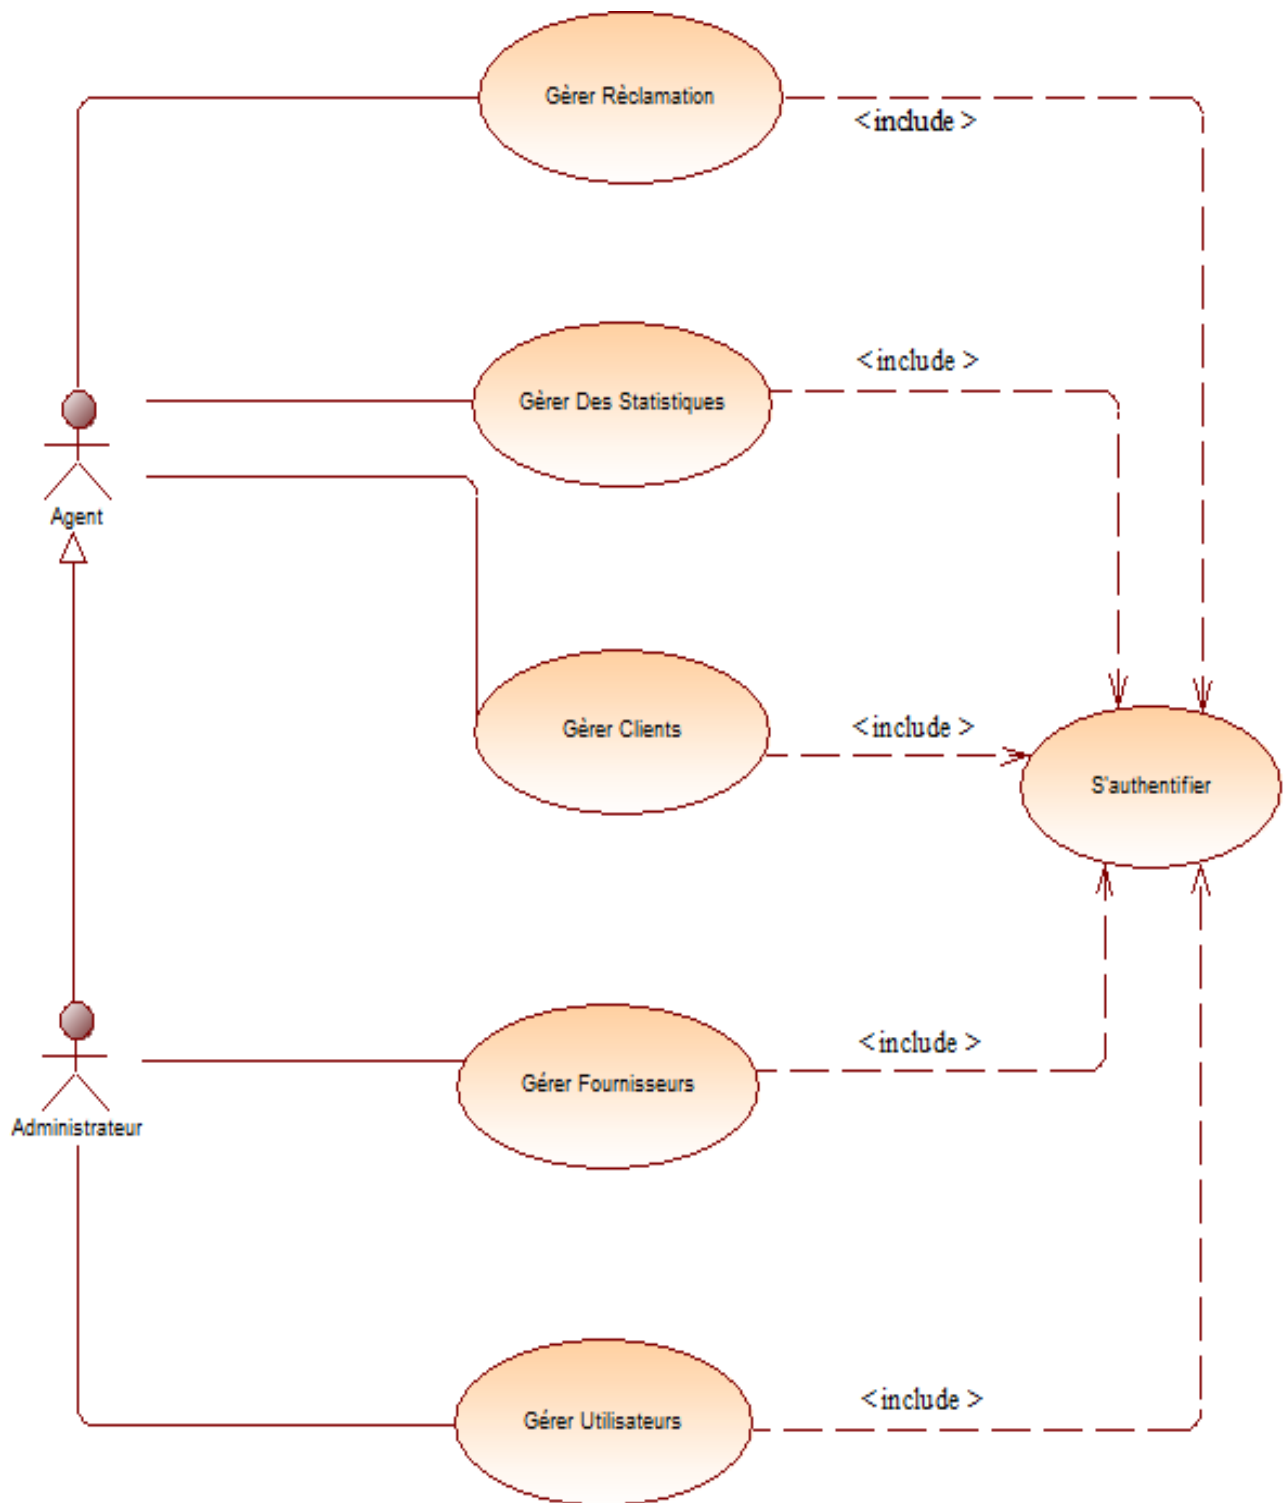 Gèrer Rèclamation
<include >
Gèrer Des Statistiques
<include >
Agent
Gèrer Clients
<include >
S'authentifier
Gérer Fournisseurs
<include >
Administrateur
Gérer Utilisateurs
<include >